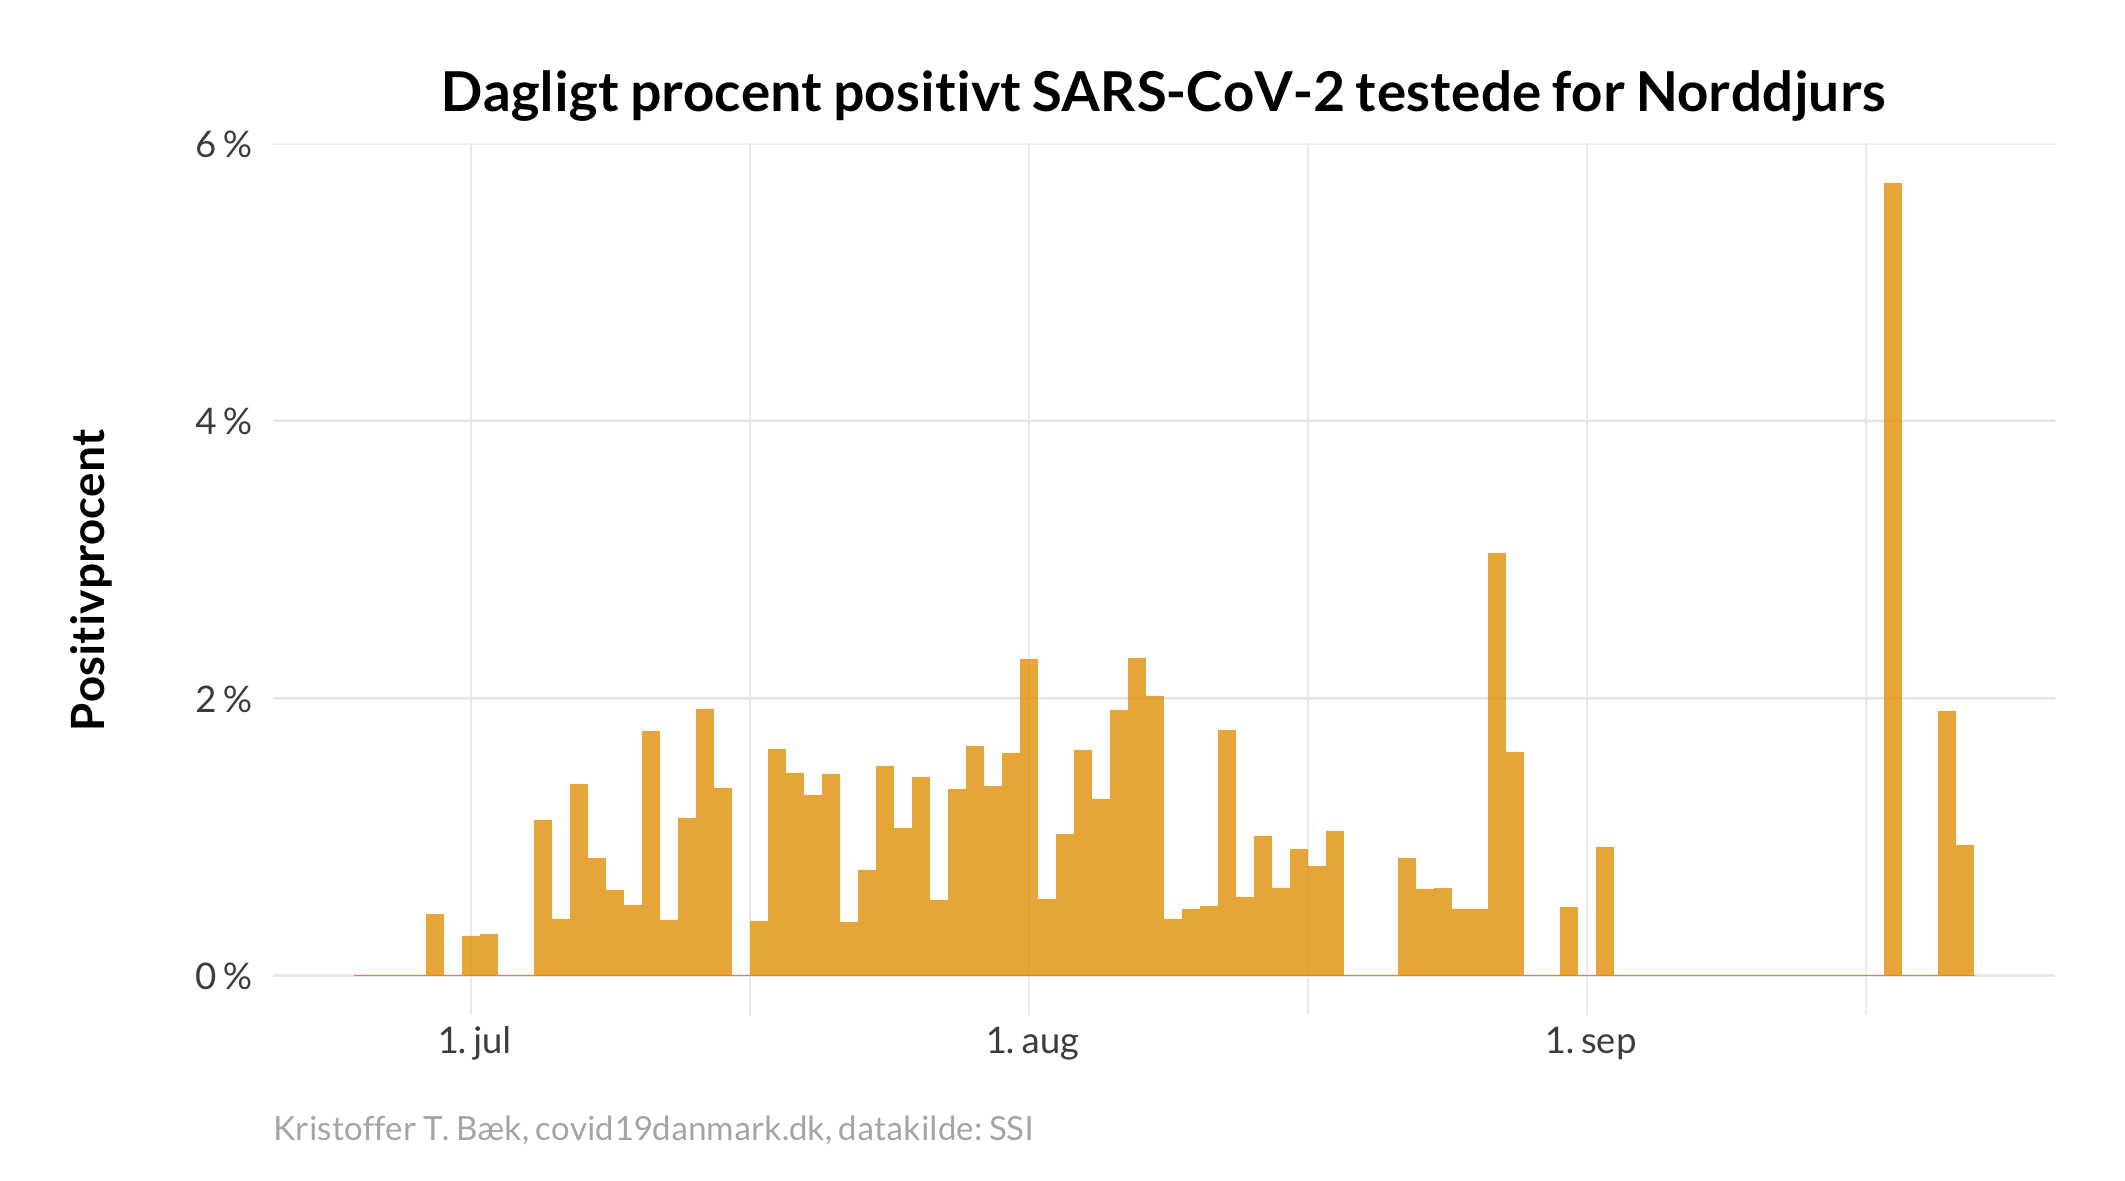 Dagligt procent positivt SARS-CoV-2 testede for Norddjurs
Positivprocent
6 %
4 %
2 %
0 %
1. jul
1. aug
1. sep
Kristoffer T. Bæk, covid19danmark.dk, datakilde: SSI